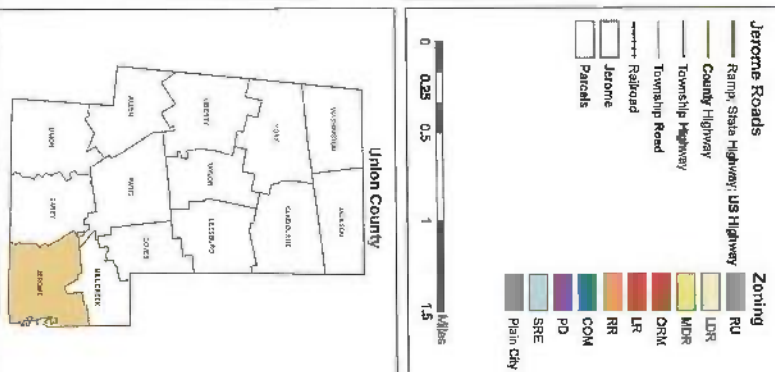 Jerome Roads
Ramp; State Highway; US Highway
County Highway
Township Highway
Township Road
Railroad
Jerome
Parcels
Zoning
RU
LDR
MDR
ORM
LR
RR
COM
PD
SRE
Plain City
0 0.25 0.5 1 1.5
Miles
Union County
WASHINGTON
JACKSON
YORK
CLAIBOURNE
LIBERTY
TAYLOR
LEESBURG
ALLEN
PARIS
DOVER
UNION
DARBY
MILLCREEK
JEROME